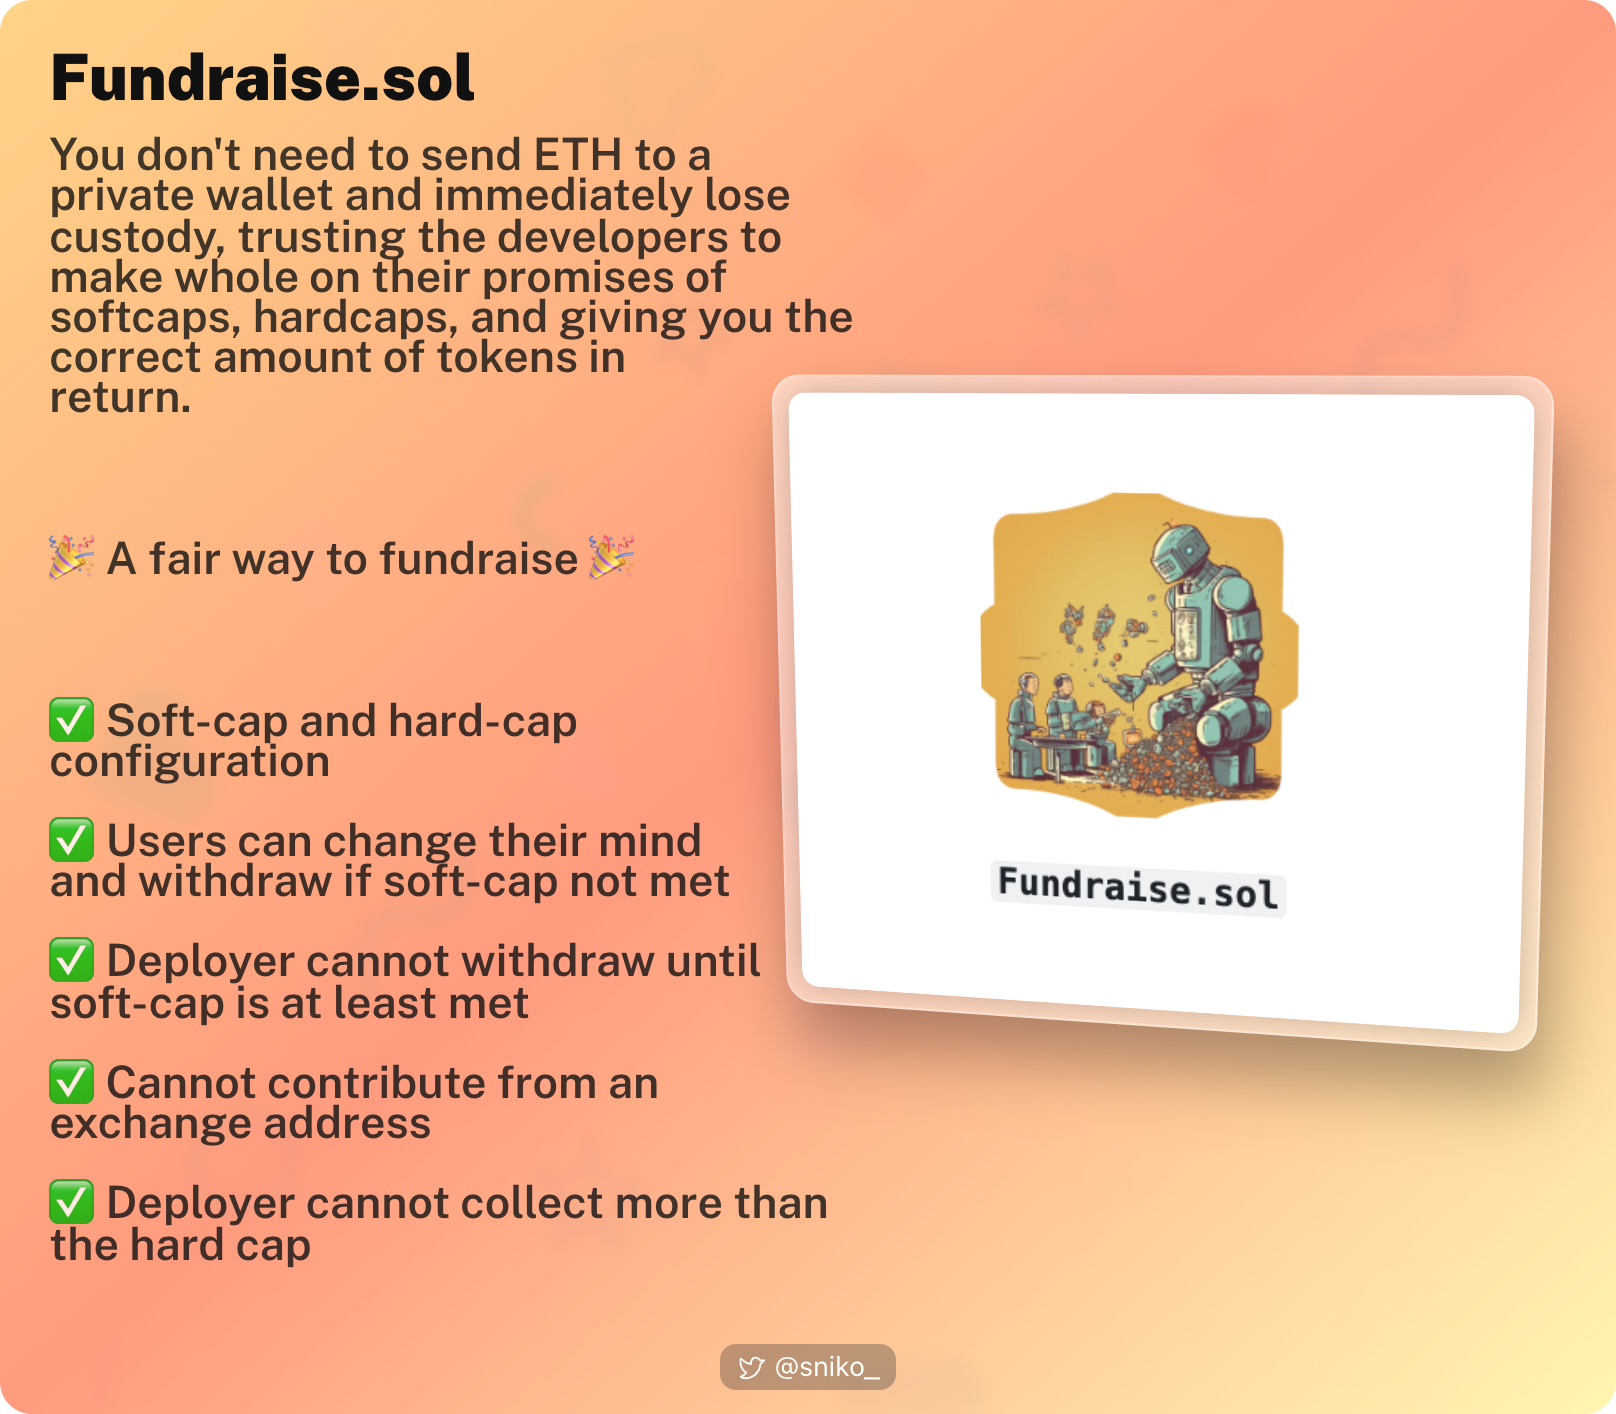 Fundraise.sol
You don't need to send ETH to a
private wallet and immediately lose
custody, trusting the developers to
make whole on their promises of
softcaps, hardcaps, and giving you the
correct amount of tokens in
return.
🎉 A fair way to fundraise 🎉
✅ Soft-cap and hard-cap
configuration
✅ Users can change their mind
and withdraw if soft-cap not met
✅ Deployer cannot withdraw until
soft-cap is at least met
✅ Cannot contribute from an
exchange address
✅ Deployer cannot collect more than
the hard cap
Fundraise.sol
@sniko_